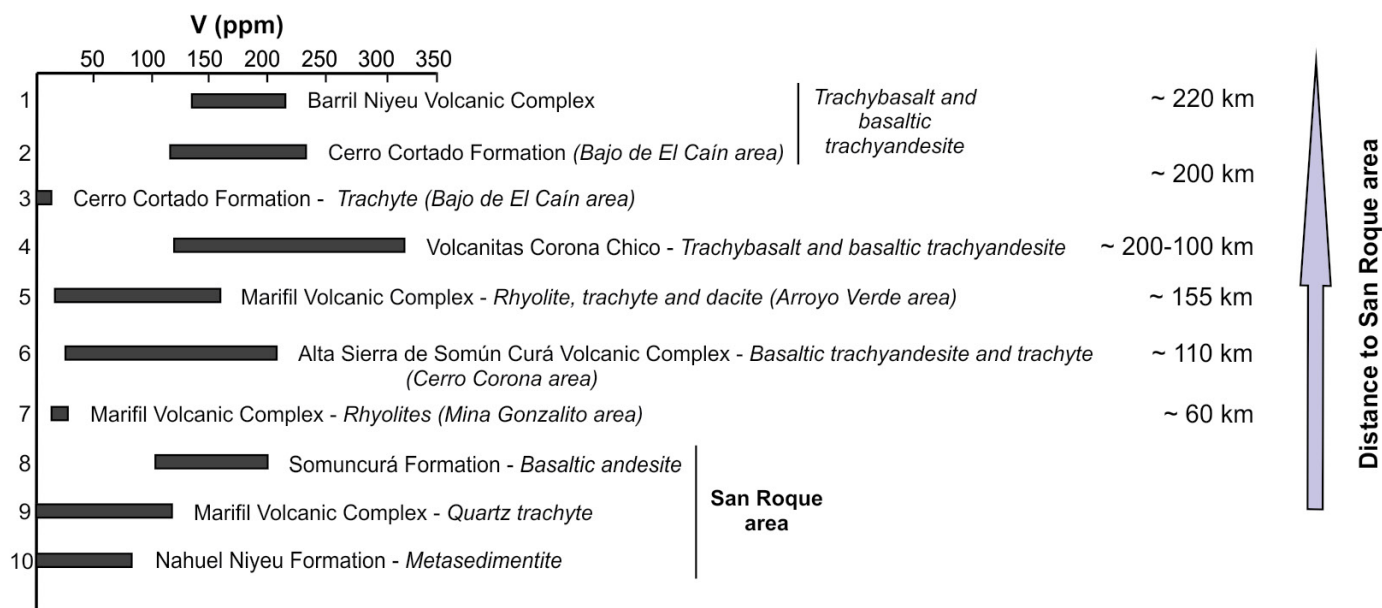 V (ppm)
50 100 150 200 250 300 350
1 Barril Niyeu Volcanic Complex
Trachybasalt and
basaltic
trachyandesite
~ 220 km
2 Cerro Cortado Formation (Bajo de El Caín area)
~ 200 km
3 Cerro Cortado Formation - Trachyte (Bajo de El Caín area)
4 Volcanitas Corona Chico - Trachybasalt and basaltic trachyandesite ~ 200-100 km
5 Marifil Volcanic Complex - Rhyolite, trachyte and dacite (Arroyo Verde area) ~ 155 km
6 Alta Sierra de Somún Curá Volcanic Complex - Basaltic trachyandesite and trachyte ~ 110 km
(Cerro Corona area)
7 Marifil Volcanic Complex - Rhyolites (Mina Gonzalito area) ~ 60 km
8 Somuncurá Formation - Basaltic andesite
9 Marifil Volcanic Complex - Quartz trachyte
10 Nahuel Niyeu Formation - Metasedimentite
San Roque
area
Distance to San Roque area